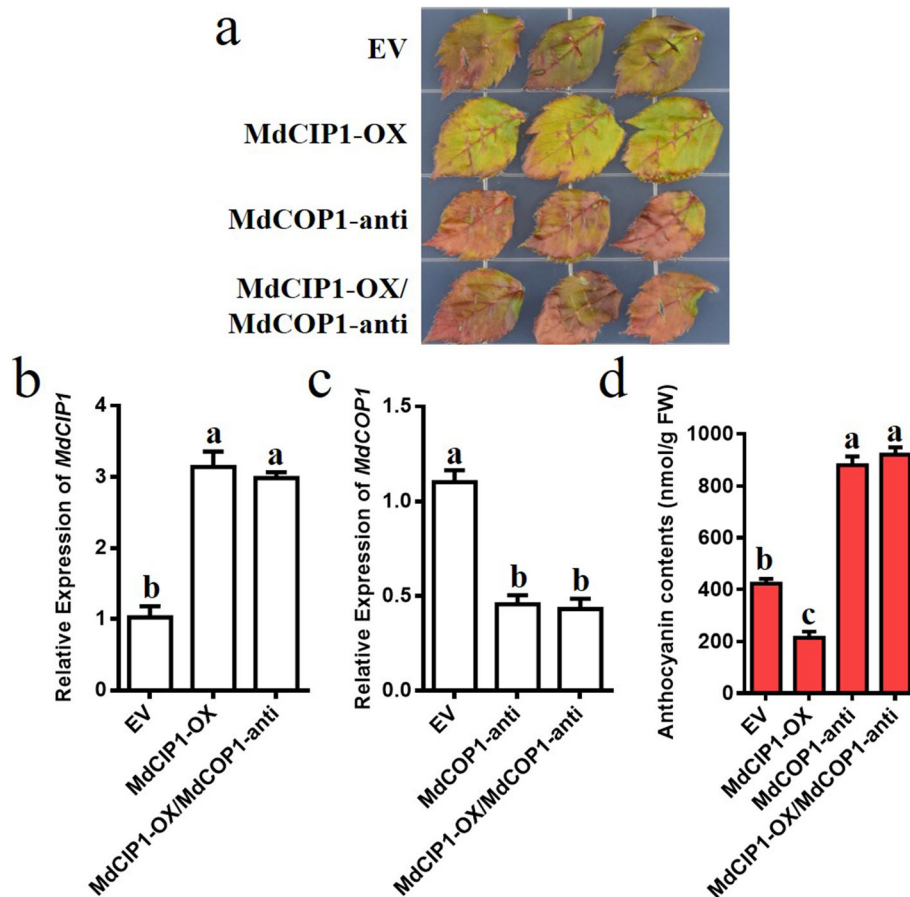 a
EV
MdCIP1-OX
MdCOP1-anti
MdCIP1-OX/
MdCOP1-anti
b
Relative Expression of MdCIP1
4
3
2
1
0
b
a
a
EV
MdCIP1-OX
MdCIP1-OX/MdCOP1-anti
c
Relative Expression of MdCOP1
1.5
1.0
0.5
0.0
a
b
b
EV
MdCOP1-anti
MdCIP1-OX/MdCOP1-anti
d
Anthocyanin contents (nmol/g FW)
1000
800
600
400
200
0
b
c
a
a
EV
MdCIP1-OX
MdCOP1-anti
MdCIP1-OX/MdCOP1-anti